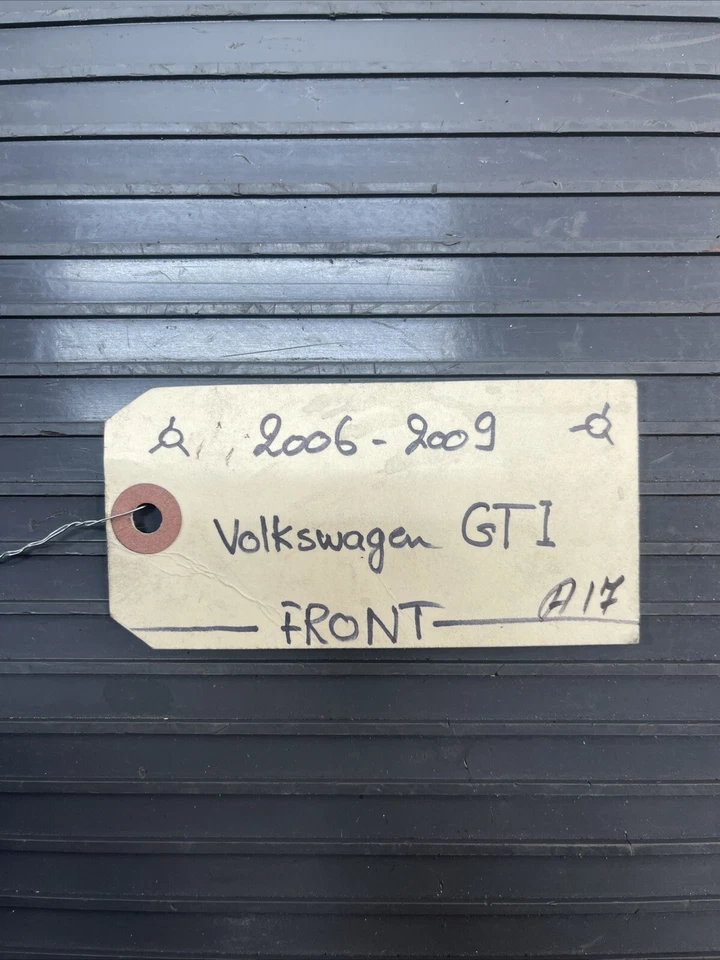 2006 - 2009
Volkswagen GTI
A17
FRONT